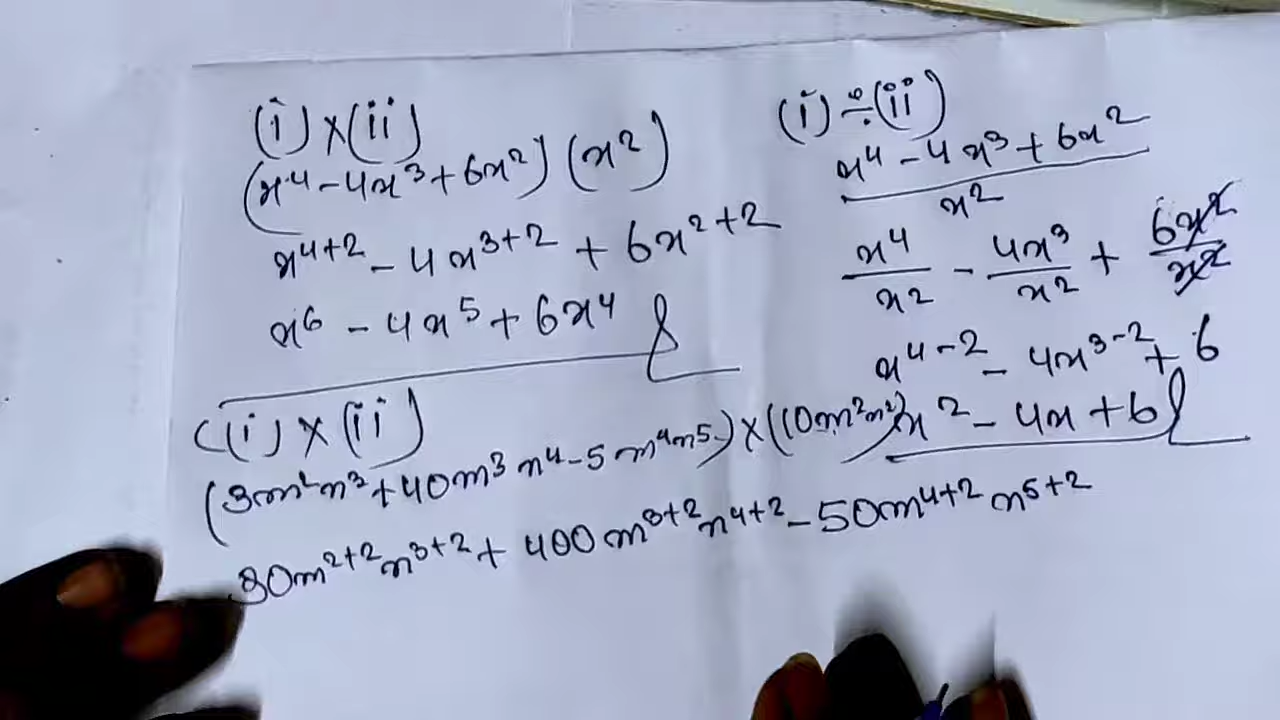 (i) × (ii)
(x⁴ - 4x³ + 6x²) (x²)
x⁴⁺² - 4x³⁺² + 6x²⁺²
x⁶ - 4x⁵ + 6x⁴
(i) ÷ (ii)
x⁴ - 4x³ + 6x²
x²
x⁴/x² - 4x³/x² + 6x²/x²
x⁴⁻² - 4x³⁻² + 6
x² - 4x + 6
(i) × (ii)
(3m²n³ + 40m³n⁴ - 5m⁴n⁵) × (10m²n²)
30m²⁺²n³⁺² + 400m³⁺²n⁴⁺² - 50m⁴⁺²n⁵⁺²